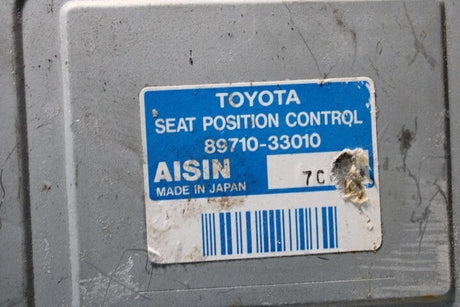 TOYOTA
SEAT POSITION CONTROL
89710-33010
AISIN
7C
MADE IN JAPAN